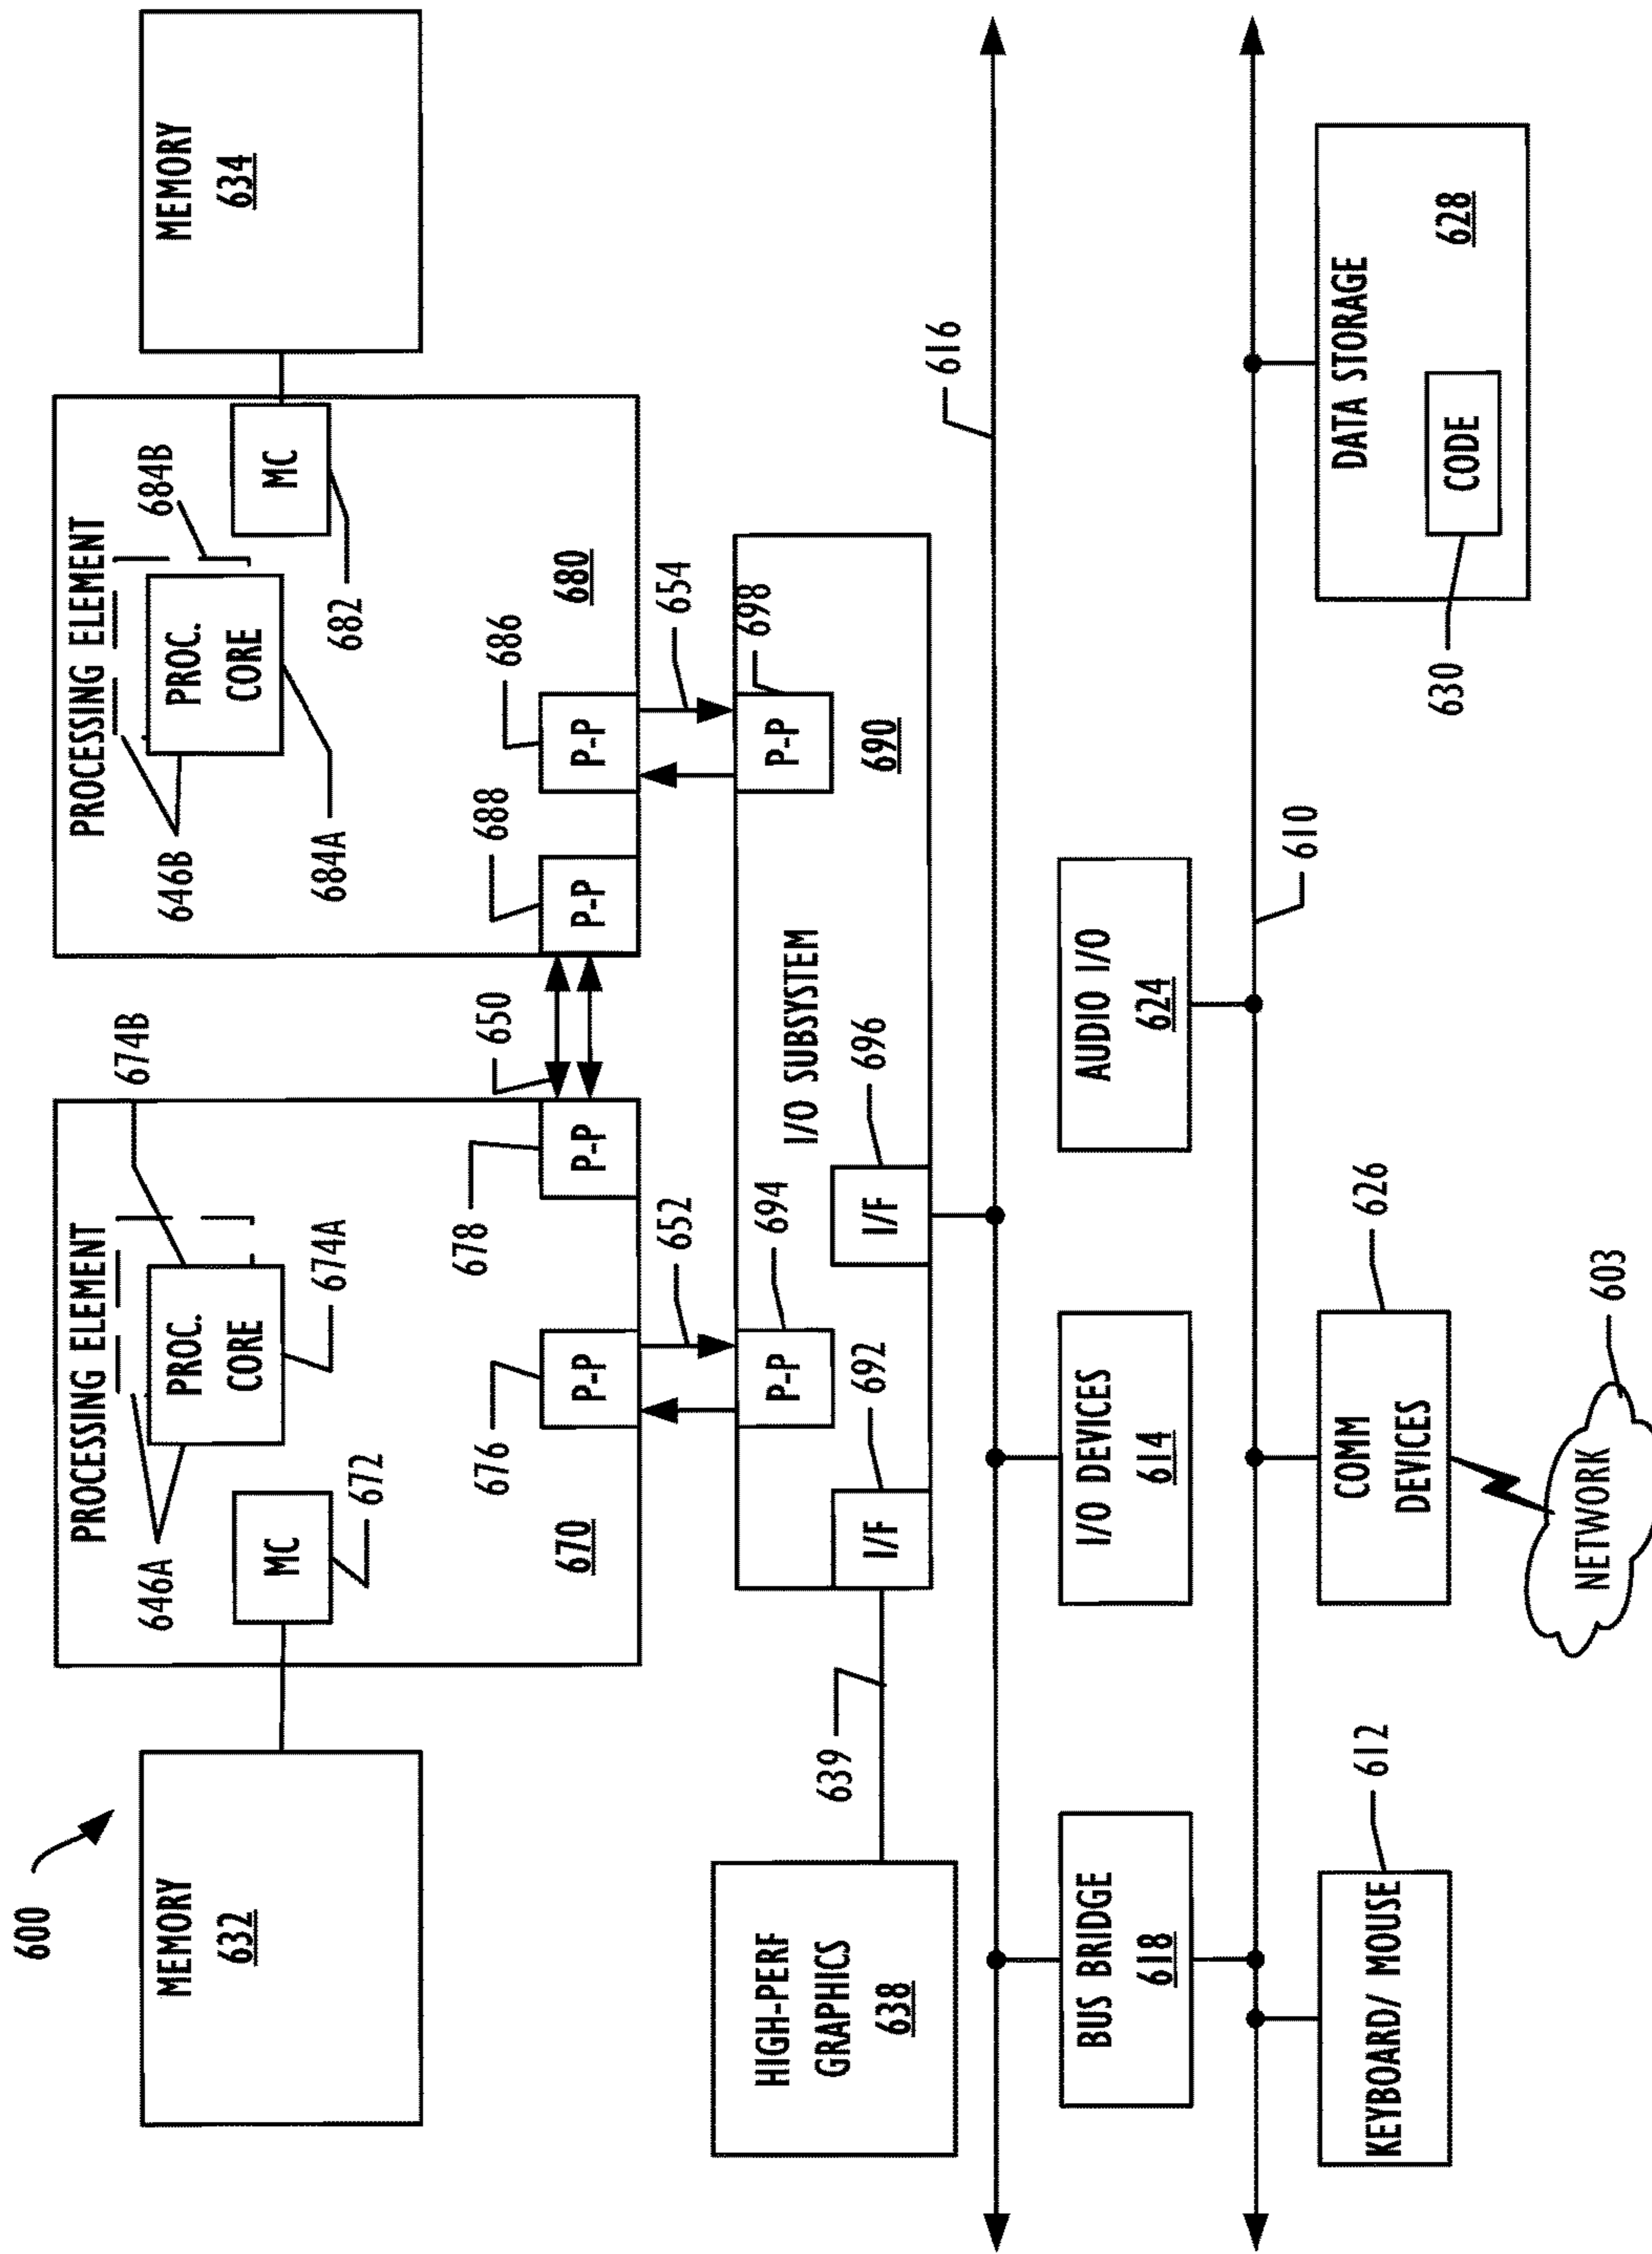 600
MEMORY
632
PROCESSING ELEMENT
646A
PROC.
CORE
674A
674B
MC
672
670
P-P
676
P-P
678
650
652
PROCESSING ELEMENT
646B
PROC.
CORE
684A
684B
MC
682
680
P-P
688
P-P
686
654
MEMORY
634
HIGH-PERF
GRAPHICS
638
639
I/O SUBSYSTEM
690
I/F
692
P-P
694
I/F
696
P-P
698
616
BUS BRIDGE
618
I/O DEVICES
614
AUDIO I/O
624
610
KEYBOARD/ MOUSE
612
COMM
DEVICES
626
NETWORK
603
DATA STORAGE
628
CODE
630